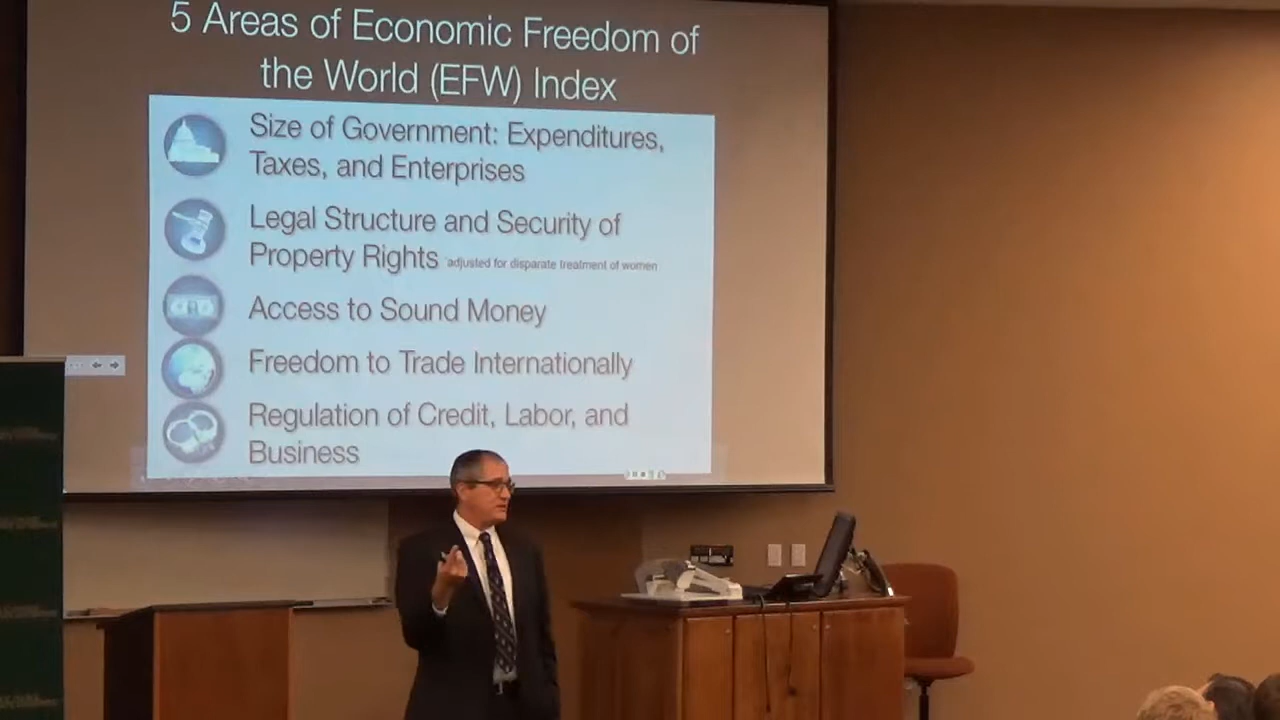 5 Areas of Economic Freedom of
the World (EFW) Index
Size of Government: Expenditures,
Taxes, and Enterprises
Legal Structure and Security of
Property Rights adjusted for disparate treatment of women
Access to Sound Money
Freedom to Trade Internationally
Regulation of Credit, Labor, and
Business